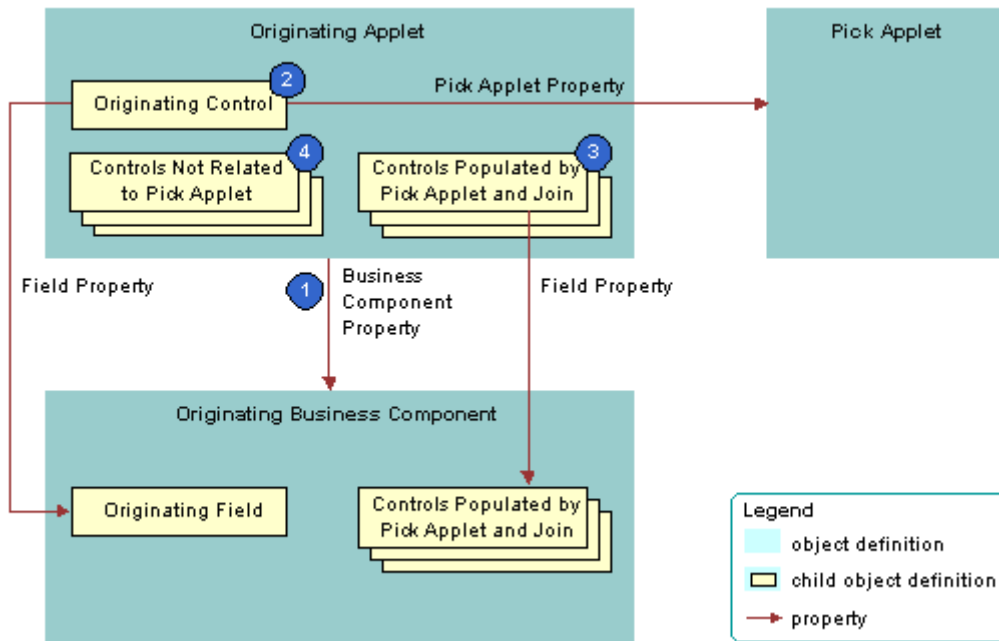 Originating Applet
Pick Applet
2
Originating Control
Pick Applet Property
4
Controls Not Related
to Pick Applet
3
Controls Populated by
Pick Applet and Join
Field Property
1
Business
Component
Property
Field Property
Originating Business Component
Originating Field
Controls Populated by
Pick Applet and Join
Legend
object definition
child object definition
property